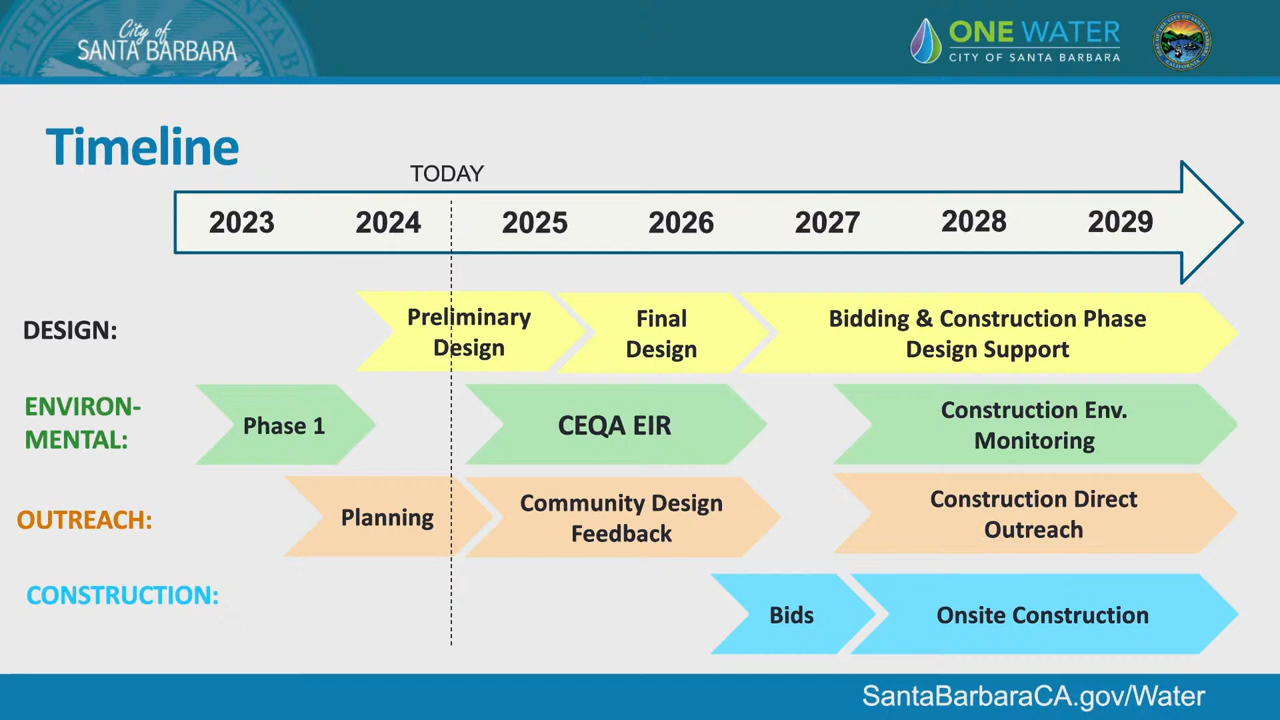 City of
SANTA BARBARA
ONE WATER
CITY OF SANTA BARBARA
Timeline
TODAY
2023 2024 2025 2026 2027 2028 2029
DESIGN:
Preliminary
Design
Final
Design
Bidding & Construction Phase
Design Support
ENVIRON-
MENTAL:
Phase 1
CEQA EIR
Construction Env.
Monitoring
OUTREACH:
Planning
Community Design
Feedback
Construction Direct
Outreach
CONSTRUCTION:
Bids
Onsite Construction
SantaBarbaraCA.gov/Water